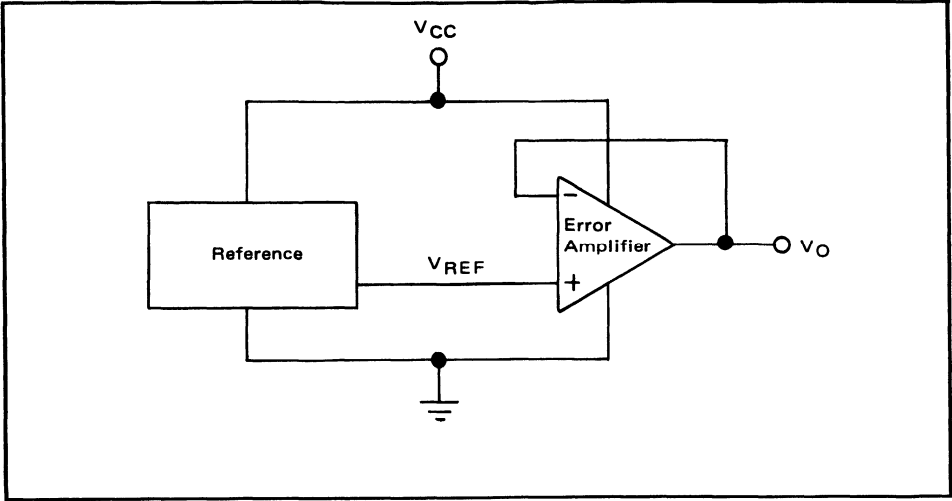 VCC
−
Error
Amplifier
Reference
VREF
+
VO